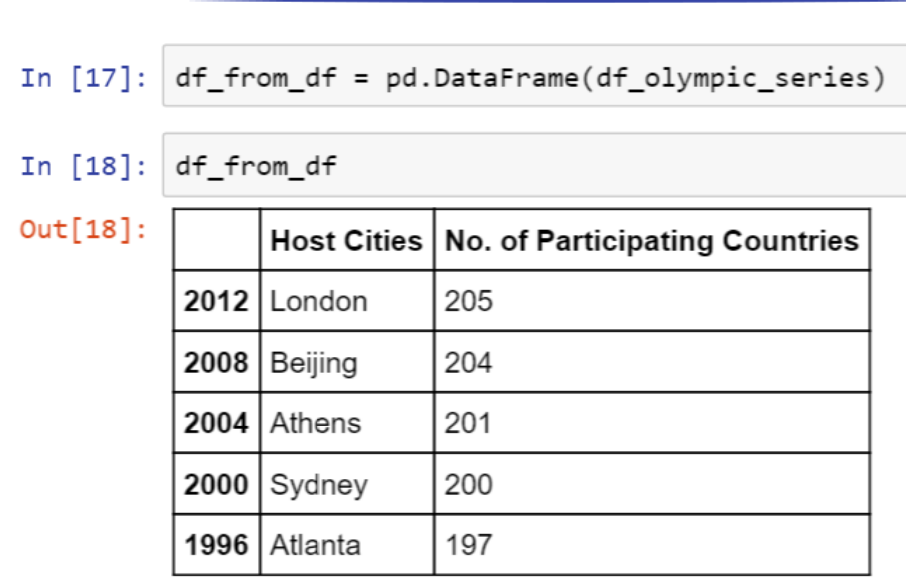 In [17]: df_from_df = pd.DataFrame(df_olympic_series)
In [18]: df_from_df
Out[18]:
Host Cities No. of Participating Countries
2012 London 205
2008 Beijing 204
2004 Athens 201
2000 Sydney 200
1996 Atlanta 197